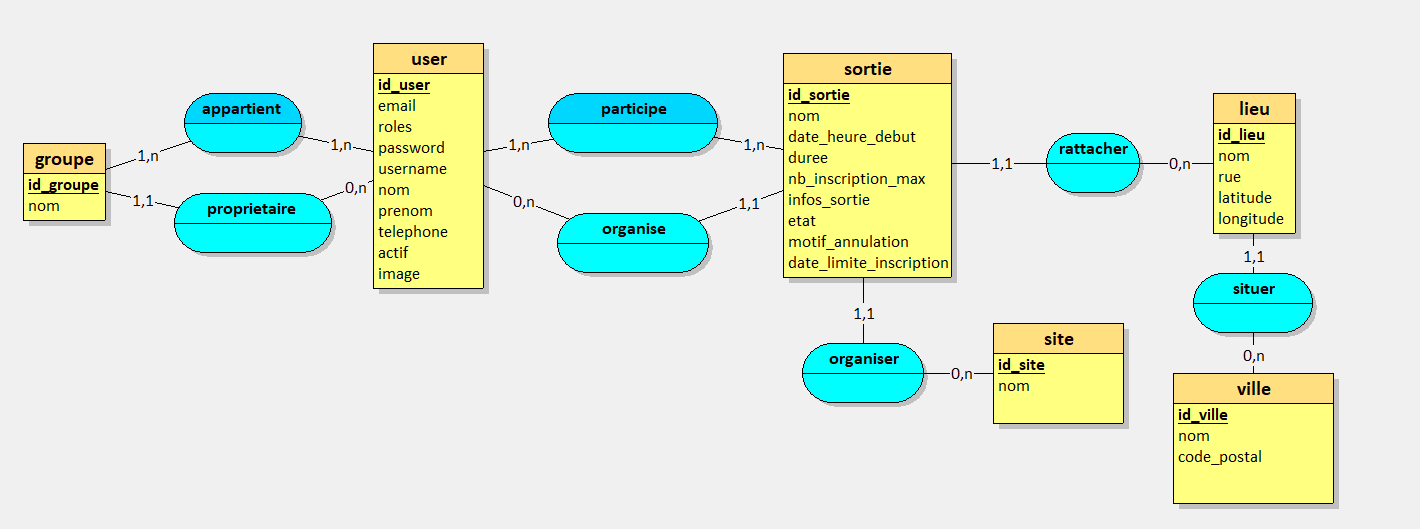 groupe
id_groupe
nom
1,n
appartient
1,n
1,1
proprietaire
0,n
user
id_user
email
roles
password
username
nom
prenom
telephone
actif
image
1,n
participe
1,n
0,n
organise
1,1
sortie
id_sortie
nom
date_heure_debut
duree
nb_inscription_max
infos_sortie
etat
motif_annulation
date_limite_inscription
1,1
rattacher
0,n
lieu
id_lieu
nom
rue
latitude
longitude
1,1
situer
0,n
1,1
organiser
0,n
site
id_site
nom
ville
id_ville
nom
code_postal